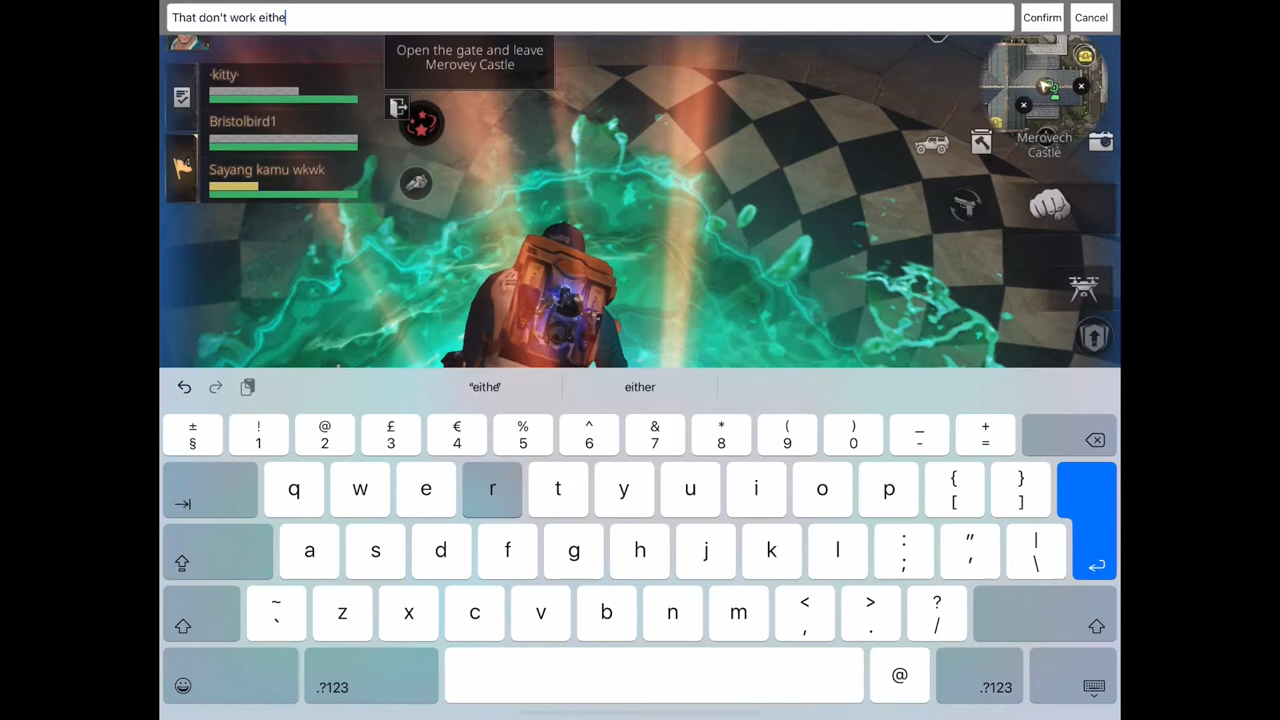 That don't work eithe
Confirm
Cancel
Open the gate and leave
Merovey Castle
·kitty·
Bristolbird1
Sayang kamu wkwk
Merovech
Castle
“eithe”
either
± ! @ £ € % ^ & * ( ) _ +
§ 1 2 3 4 5 6 7 8 9 0 - =
q w e r t y u i o p { [ } ]
a s d f g h j k l : ; " ' | \
~ ` z x c v b n m < , > . ? /
.?123 @ .?123